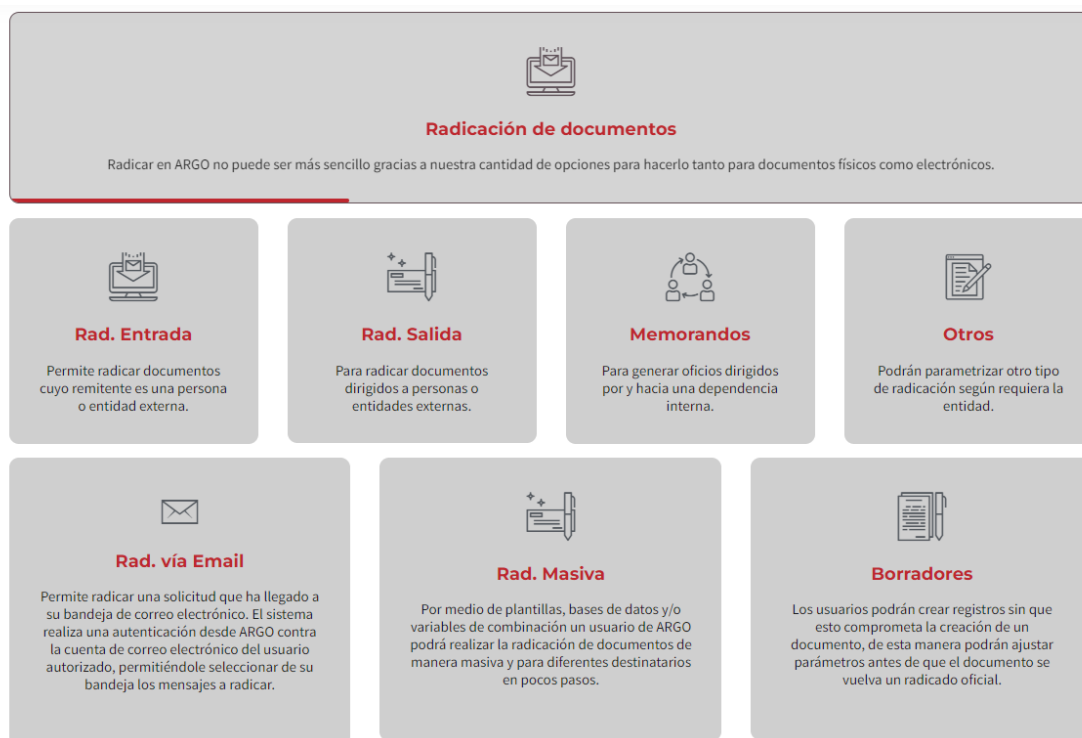 Radicación de documentos
Radicar en ARGO no puede ser más sencillo gracias a nuestra cantidad de opciones para hacerlo tanto para documentos físicos como electrónicos.
Rad. Entrada
Permite radicar documentos
cuyo remitente es una persona
o entidad externa.
Rad. Salida
Para radicar documentos
dirigidos a personas o
entidades externas.
Memorandos
Para generar oficios dirigidos
por y hacia una dependencia
interna.
Otros
Podrán parametrizar otro tipo
de radicación según requiera la
entidad.
Rad. vía Email
Permite radicar una solicitud que ha llegado a
su bandeja de correo electrónico. El sistema
realiza una autenticación desde ARGO contra
la cuenta de correo electrónico del usuario
autorizado, permitiéndole seleccionar de su
bandeja los mensajes a radicar.
Rad. Masiva
Por medio de plantillas, bases de datos y/o
variables de combinación un usuario de ARGO
podrá realizar la radicación de documentos de
manera masiva y para diferentes destinatarios
en pocos pasos.
Borradores
Los usuarios podrán crear registros sin que
esto comprometa la creación de un
documento, de esta manera podrán ajustar
parámetros antes de que el documento se
vuelva un radicado oficial.